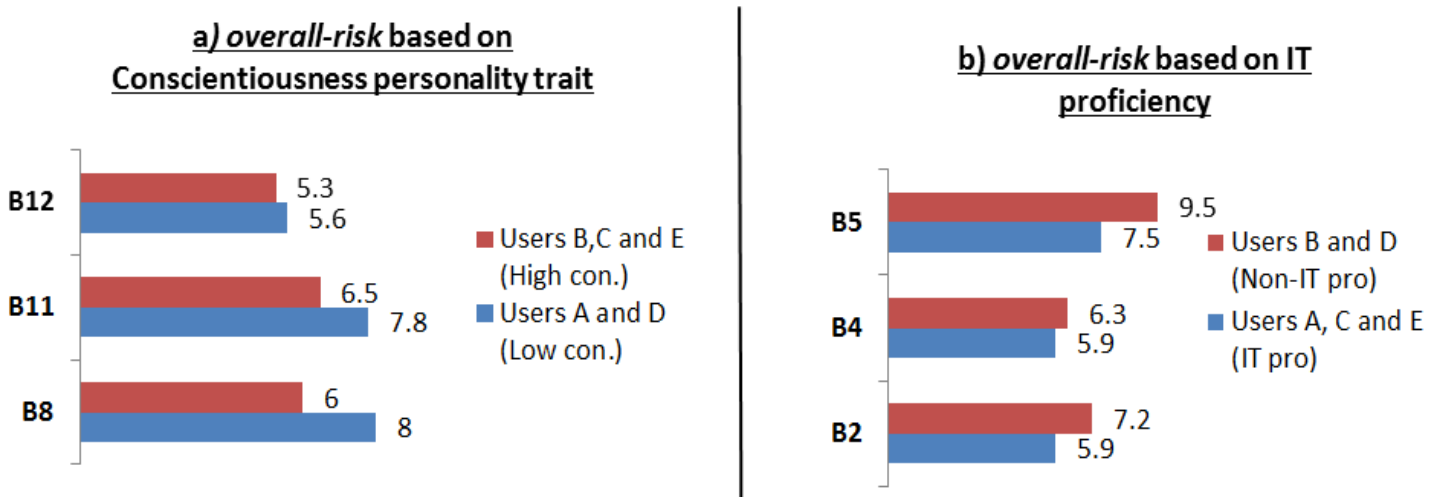 a) overall-risk based on
Conscientiousness personality trait
B12
5.3
5.6
B11
6.5
7.8
B8
6
8
Users B,C and E
(High con.)
Users A and D
(Low con.)
b) overall-risk based on IT
proficiency
B5
9.5
7.5
B4
6.3
5.9
B2
7.2
5.9
Users B and D
(Non-IT pro)
Users A, C and E
(IT pro)